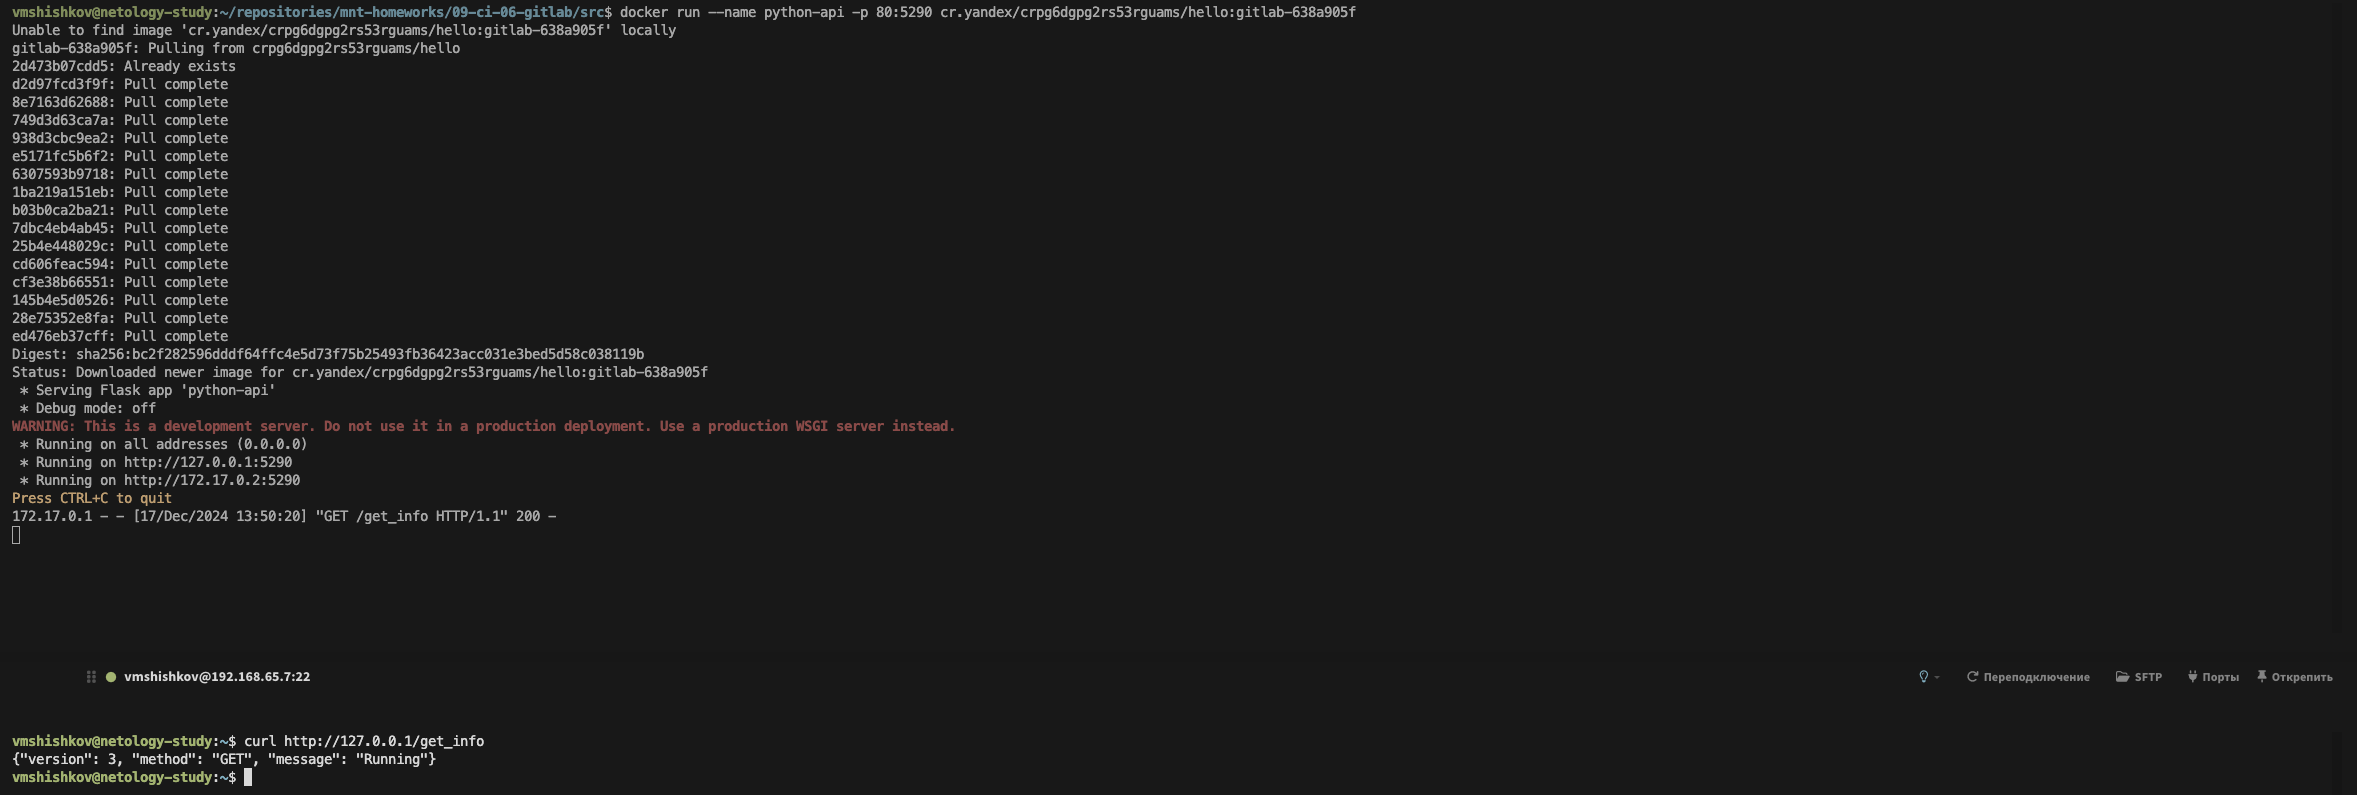 vmshishkov@netology-study:~/repositories/mnt-homeworks/09-ci-06-gitlab/src$ docker run --name python-api -p 80:5290 cr.yandex/crpg6dgpg2rs53rguams/hello:gitlab-638a905f
Unable to find image 'cr.yandex/crpg6dgpg2rs53rguams/hello:gitlab-638a905f' locally
gitlab-638a905f: Pulling from crpg6dgpg2rs53rguams/hello
2d473b07cdd5: Already exists
d2d97fcd3f9f: Pull complete
8e7163d62688: Pull complete
749d3d63ca7a: Pull complete
938d3cbc9ea2: Pull complete
e5171fc5b6f2: Pull complete
6307593b9718: Pull complete
1ba219a151eb: Pull complete
b03b0ca2ba21: Pull complete
7dbc4eb4ab45: Pull complete
25b4e448029c: Pull complete
cd606feac594: Pull complete
cf3e38b66551: Pull complete
145b4e5d0526: Pull complete
28e75352e8fa: Pull complete
ed476eb37cff: Pull complete
Digest: sha256:bc2f282596dddf64ffc4e5d73f75b25493fb36423acc031e3bed5d58c038119b
Status: Downloaded newer image for cr.yandex/crpg6dgpg2rs53rguams/hello:gitlab-638a905f
 * Serving Flask app 'python-api'
 * Debug mode: off
WARNING: This is a development server. Do not use it in a production deployment. Use a production WSGI server instead.
 * Running on all addresses (0.0.0.0)
 * Running on http://127.0.0.1:5290
 * Running on http://172.17.0.2:5290
Press CTRL+C to quit
172.17.0.1 - - [17/Dec/2024 13:50:20] "GET /get_info HTTP/1.1" 200 -
vmshishkov@192.168.65.7:22 Переподключение SFTP Порты Открепить
vmshishkov@netology-study:~$ curl http://127.0.0.1/get_info
{"version": 3, "method": "GET", "message": "Running"}
vmshishkov@netology-study:~$